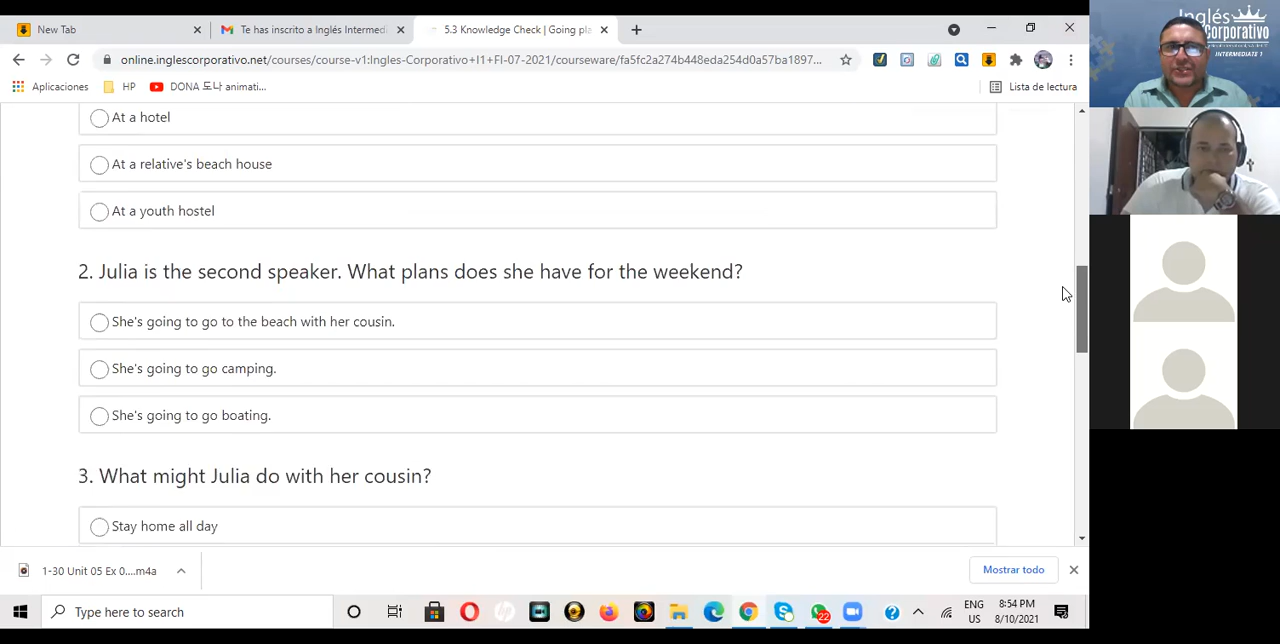 New Tab
Te has inscrito a Inglés Intermedi
5.3 Knowledge Check | Going pla
online.inglescorporativo.net/courses/course-v1:Ingles-Corporativo+I1+FI-07-2021/courseware/fa5fc2a274b448eda254d0a57ba1897...
Aplicaciones
HP
DONA 도나 animati...
Lista de lectura
At a hotel
At a relative's beach house
At a youth hostel
2. Julia is the second speaker. What plans does she have for the weekend?
She's going to go to the beach with her cousin.
She's going to go camping.
She's going to go boating.
3. What might Julia do with her cousin?
Stay home all day
1-30 Unit 05 Ex 0....m4a
Mostrar todo
Type here to search
22
ENG
US
8:54 PM
8/10/2021
Inglés
Corporativo
INTERMEDIATE 1